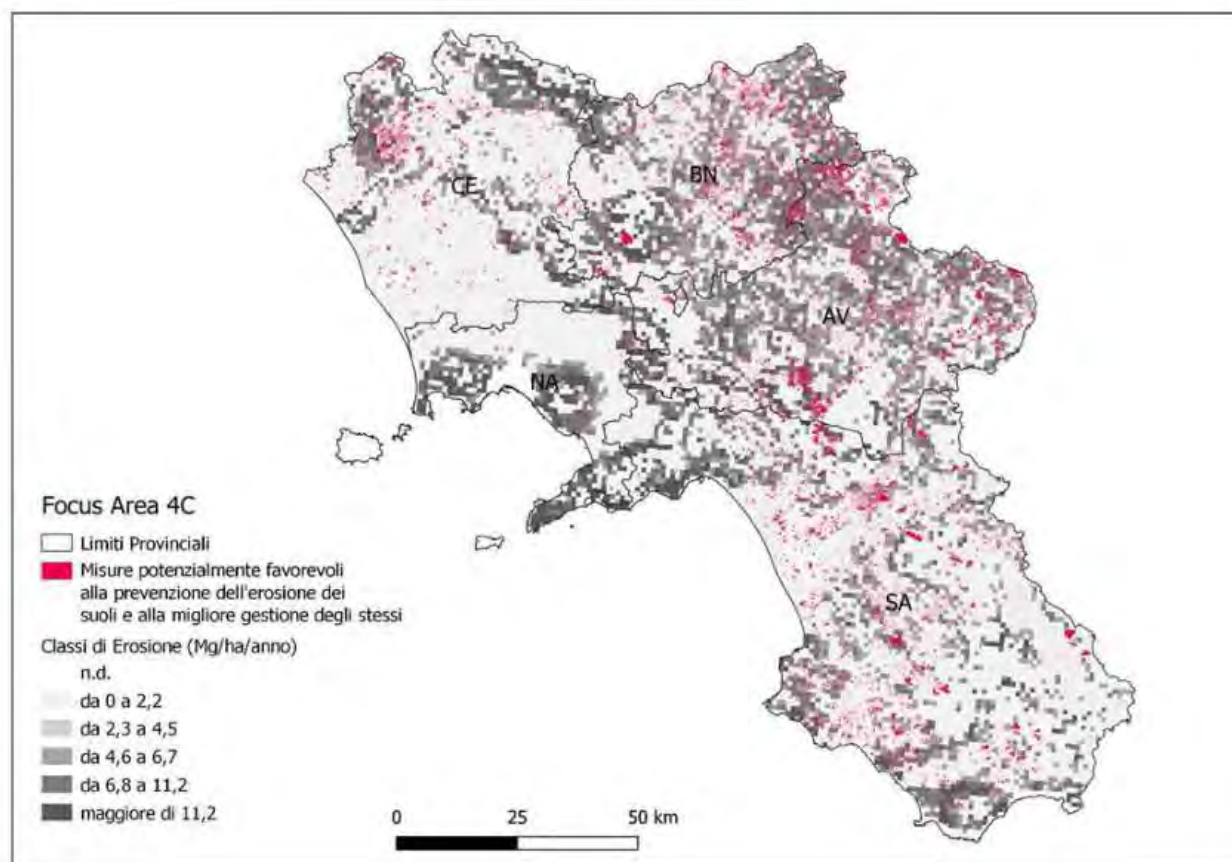 CE
BN
AV
NA
SA
Focus Area 4C
Limiti Provinciali
Misure potenzialmente favorevoli
alla prevenzione dell'erosione dei
suoli e alla migliore gestione degli stessi
Classi di Erosione (Mg/ha/anno)
n.d.
da 0 a 2,2
da 2,3 a 4,5
da 4,6 a 6,7
da 6,8 a 11,2
maggiore di 11,2
0 25 50 km